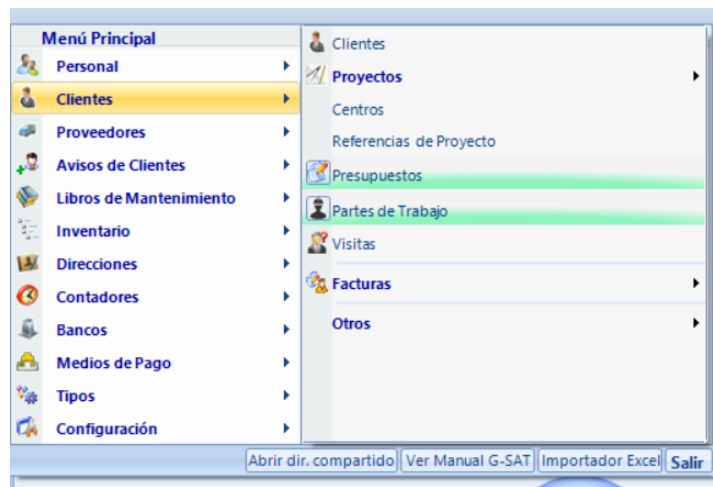 Menú Principal
Personal
Clientes
Proveedores
Avisos de Clientes
Libros de Mantenimiento
Inventario
Direcciones
Contadores
Bancos
Medios de Pago
Tipos
Configuración
Clientes
Proyectos
Centros
Referencias de Proyecto
Presupuestos
Partes de Trabajo
Visitas
Facturas
Otros
Abrir dir. compartido Ver Manual G-SAT Importador Excel Salir